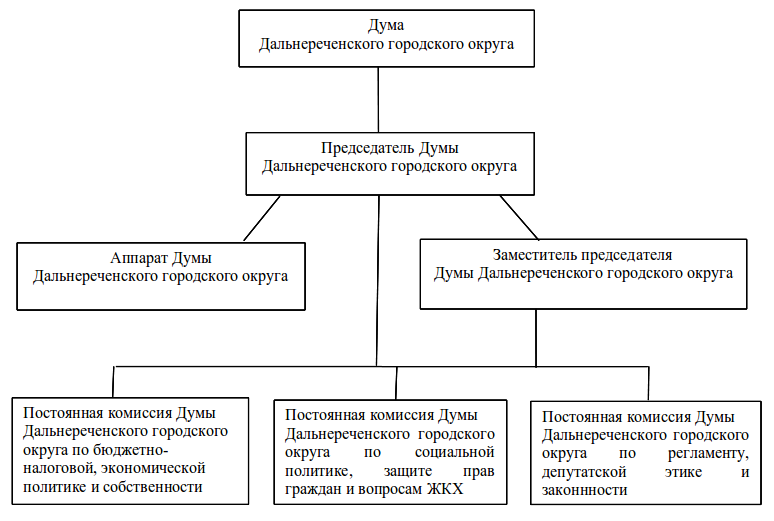 Дума
Дальнереченского городского округа
Председатель Думы
Дальнереченского городского округа
Аппарат Думы
Дальнереченского городского округа
Заместитель председателя
Думы Дальнереченского городского округа
Постоянная комиссия Думы
Дальнереченского городского
округа по бюджетно-
налоговой, экономической
политике и собственности
Постоянная комиссия Думы
Дальнереченского городского
округа по социальной
политике, защите прав
граждан и вопросам ЖКХ
Постоянная комиссия Думы
Дальнереченского городского
округа по регламенту,
депутатской этике и
законнности